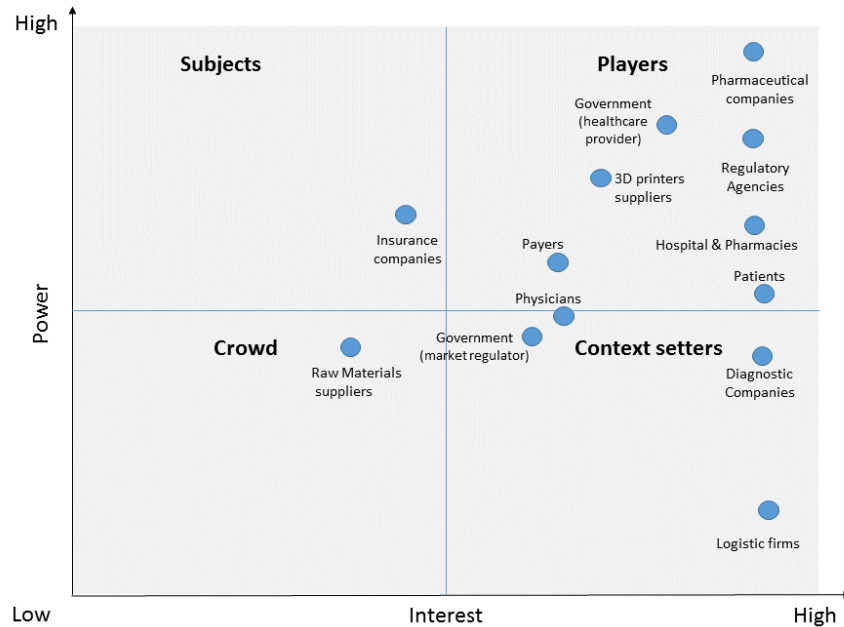 High
Subjects
Players
Pharmaceutical
companies
Government
(healthcare
provider)
Regulatory
Agencies
3D printers
suppliers
Insurance
companies
Payers
Hospital & Pharmacies
Patients
Physicians
Power
Crowd
Government
(market regulator)
Context setters
Raw Materials
suppliers
Diagnostic
Companies
Logistic firms
Low
Interest
High